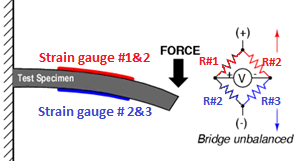 Strain gauge #1&2
FORCE
Test Specimen
Strain gauge # 2&3
(+)
R#1
R#2
+
V
-
R#2
R#3
(-)
Bridge unbalanced